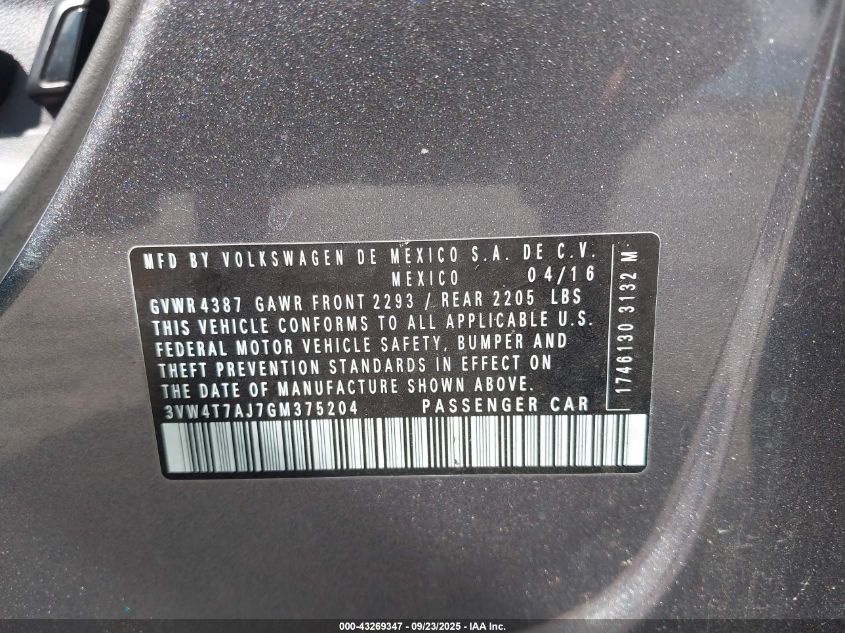 MFD BY VOLKSWAGEN DE MEXICO S.A. DE C.V.
MEXICO 04/16
GVWR 4387 GAWR FRONT 2293 / REAR 2205 LBS
THIS VEHICLE CONFORMS TO ALL APPLICABLE U.S.
FEDERAL MOTOR VEHICLE SAFETY, BUMPER AND
THEFT PREVENTION STANDARDS IN EFFECT ON
THE DATE OF MANUFACTURE SHOWN ABOVE.
3VW4T7AJ7GM375204 PASSENGER CAR
1746130 3132 M
000-43269347 - 09/23/2025 - IAA Inc.